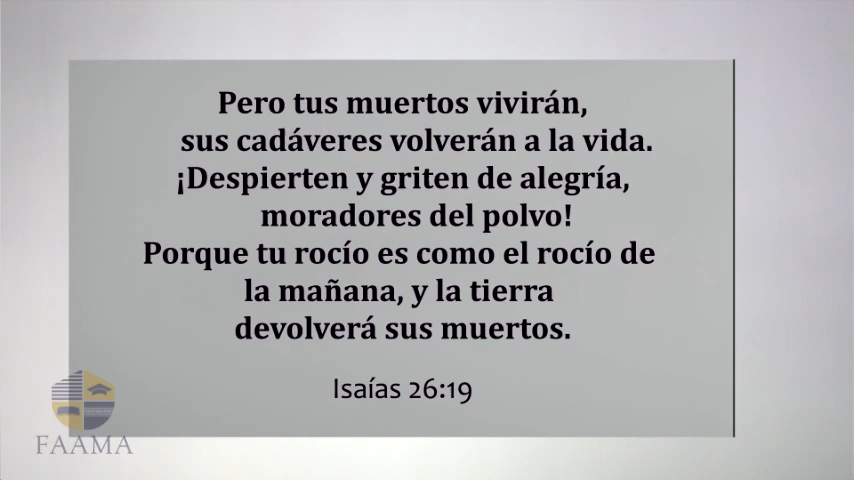 Pero tus muertos vivirán,
sus cadáveres volverán a la vida.
¡Despierten y griten de alegría,
moradores del polvo!
Porque tu rocío es como el rocío de
la mañana, y la tierra
devolverá sus muertos.
Isaías 26:19
FAAMA